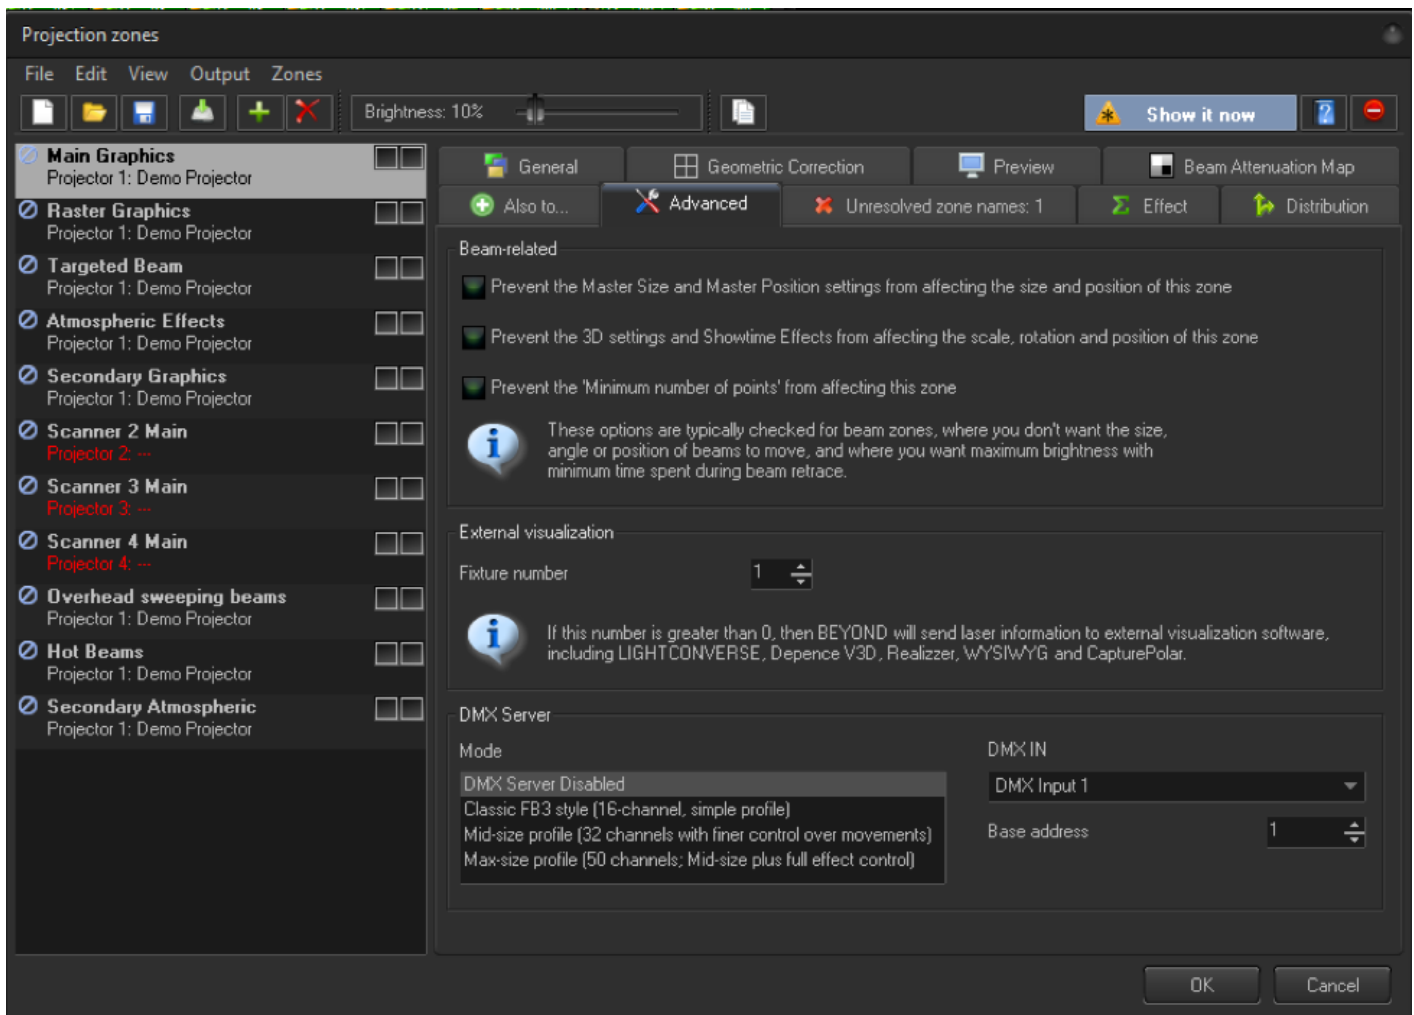 Projection zones
File Edit View Output Zones
Brightness: 10%
Show it now
Main Graphics
Projector 1: Demo Projector
Raster Graphics
Projector 1: Demo Projector
Targeted Beam
Projector 1: Demo Projector
Atmospheric Effects
Projector 1: Demo Projector
Secondary Graphics
Projector 1: Demo Projector
Scanner 2 Main
Projector 2: ---
Scanner 3 Main
Projector 3: ---
Scanner 4 Main
Projector 4: ---
Overhead sweeping beams
Projector 1: Demo Projector
Hot Beams
Projector 1: Demo Projector
Secondary Atmospheric
Projector 1: Demo Projector
General Geometric Correction Preview Beam Attenuation Map
Also to... Advanced Unresolved zone names: 1 Effect Distribution
Beam-related
Prevent the Master Size and Master Position settings from affecting the size and position of this zone
Prevent the 3D settings and Showtime Effects from affecting the scale, rotation and position of this zone
Prevent the 'Minimum number of points' from affecting this zone
These options are typically checked for beam zones, where you don't want the size,
angle or position of beams to move, and where you want maximum brightness with
minimum time spent during beam retrace.
External visualization
Fixture number 1
If this number is greater than 0, then BEYOND will send laser information to external visualization software,
including LIGHTCONVERSE, Depence V3D, Realizzer, WYSIWYG and CapturePolar.
DMX Server
Mode
DMX Server Disabled
Classic FB3 style (16-channel, simple profile)
Mid-size profile (32 channels with finer control over movements)
Max-size profile (50 channels; Mid-size plus full effect control)
DMX IN
DMX Input 1
Base address 1
OK Cancel